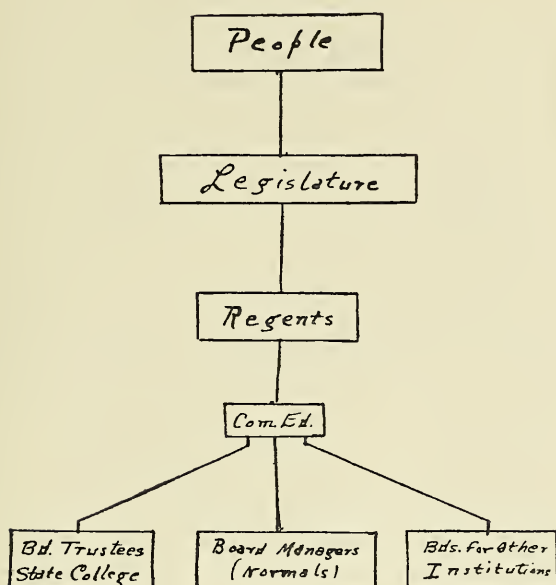 People
Legislature
Regents
Com. Ed.
Bd. Trustees
State College
Board Managers
(Normals)
Bds. for Other
Institutions